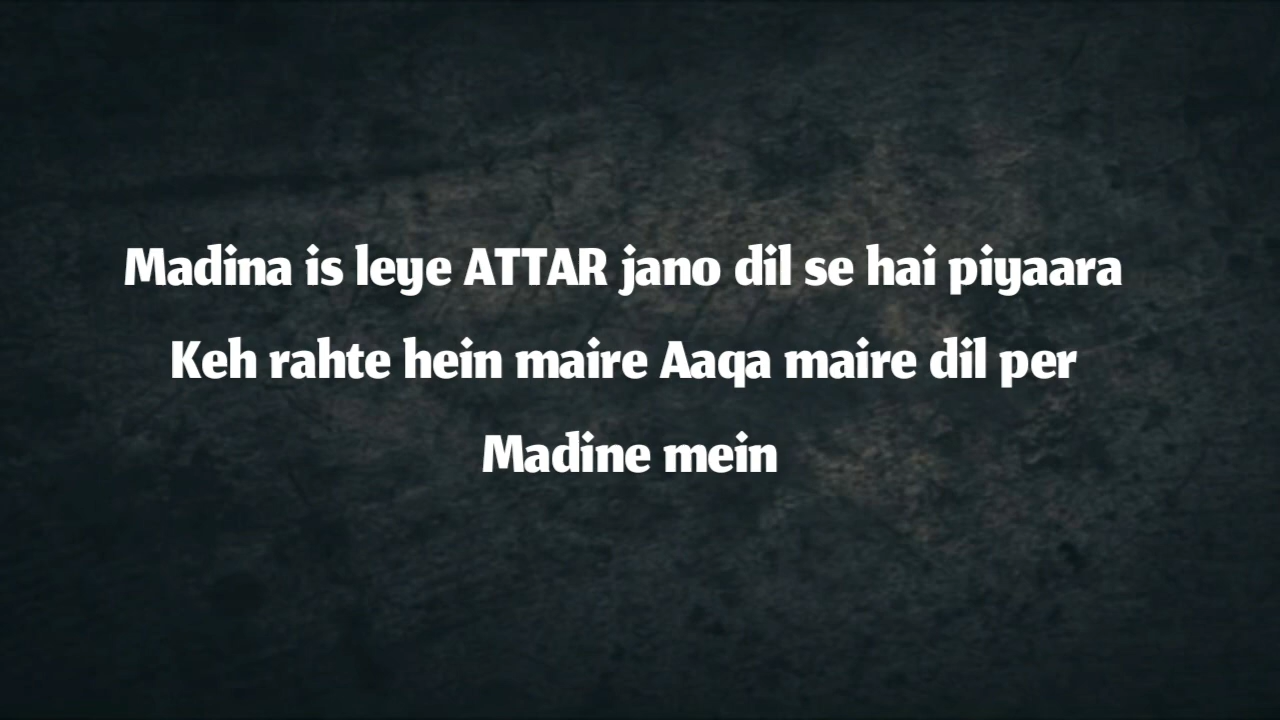 Madina is leye ATTAR jano dil se hai piyaara
Keh rahte hein maire Aaqa maire dil per
Madine mein